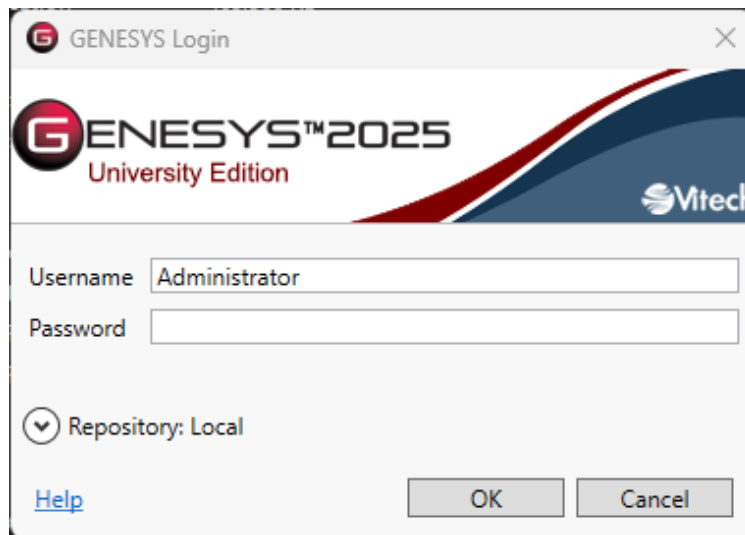 GENESYS Login
GENESYS™2025
University Edition
Vitech
Username Administrator
Password
Repository: Local
Help OK Cancel